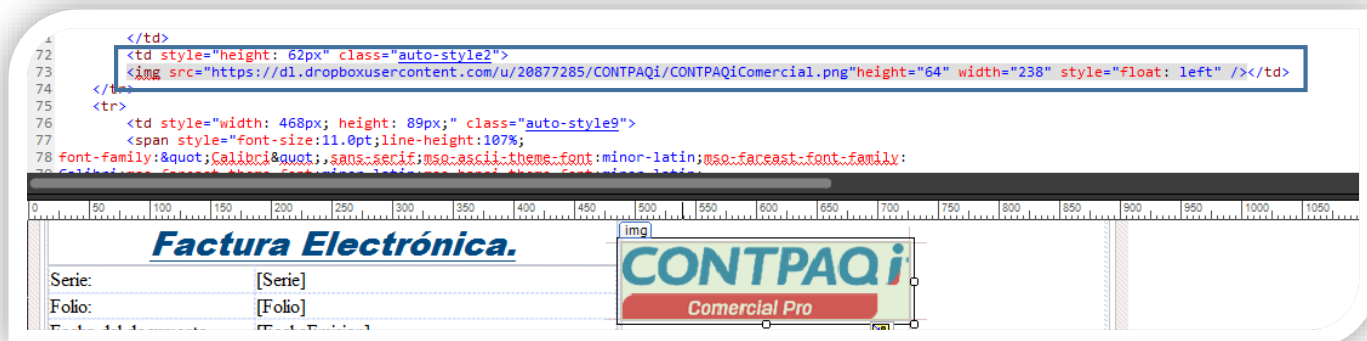 </td>
72 <td style="height: 62px" class="auto-style2">
73 <img src="https://dl.dropboxusercontent.com/u/20877285/CONTPAQi/CONTPAQiComercial.png"height="64" width="238" style="float: left" /></td>
74 </tr>
75 <tr>
76 <td style="width: 468px; height: 89px;" class="auto-style9">
77 <span style="font-size:11.0pt;line-height:107%;
78 font-family:&quot;Calibri&quot;,sans-serif;mso-ascii-theme-font:minor-latin;mso-fareast-font-family:
0 50 100 150 200 250 300 350 400 450 500 550 600 650 700 750 800 850 900 950 1000 1050
img
Factura Electrónica.
CONTPAQi
Serie: [Serie]
Comercial Pro
Folio: [Folio]